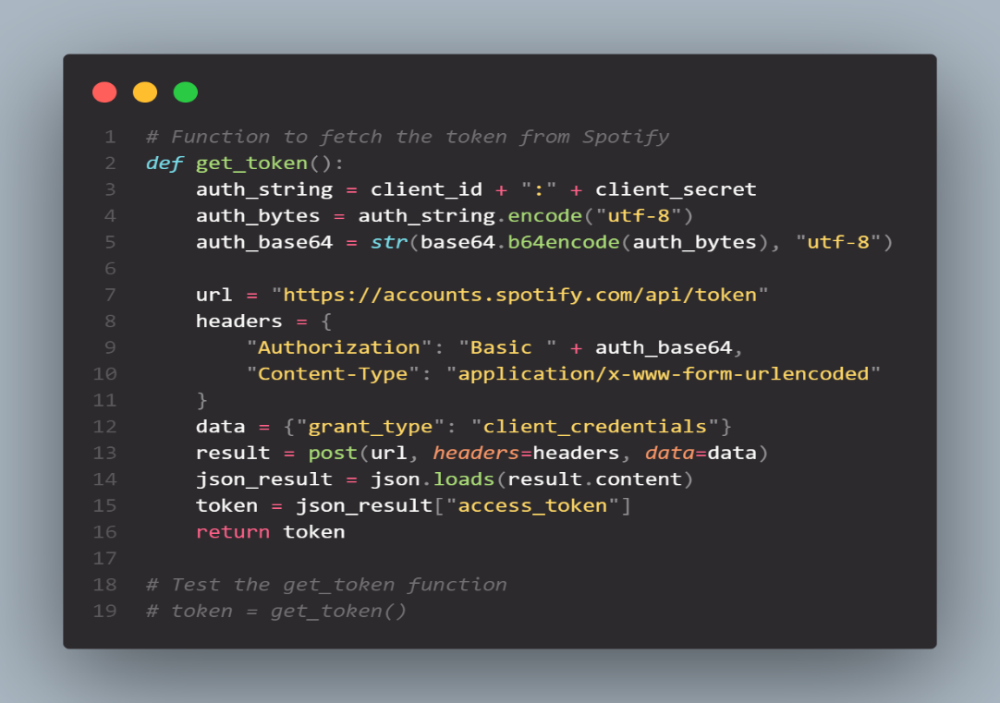 1 # Function to fetch the token from Spotify
2 def get_token():
3     auth_string = client_id + ":" + client_secret
4     auth_bytes = auth_string.encode("utf-8")
5     auth_base64 = str(base64.b64encode(auth_bytes), "utf-8")
6
7     url = "https://accounts.spotify.com/api/token"
8     headers = {
9         "Authorization": "Basic " + auth_base64,
10         "Content-Type": "application/x-www-form-urlencoded"
11     }
12     data = {"grant_type": "client_credentials"}
13     result = post(url, headers=headers, data=data)
14     json_result = json.loads(result.content)
15     token = json_result["access_token"]
16     return token
17
18 # Test the get_token function
19 # token = get_token()